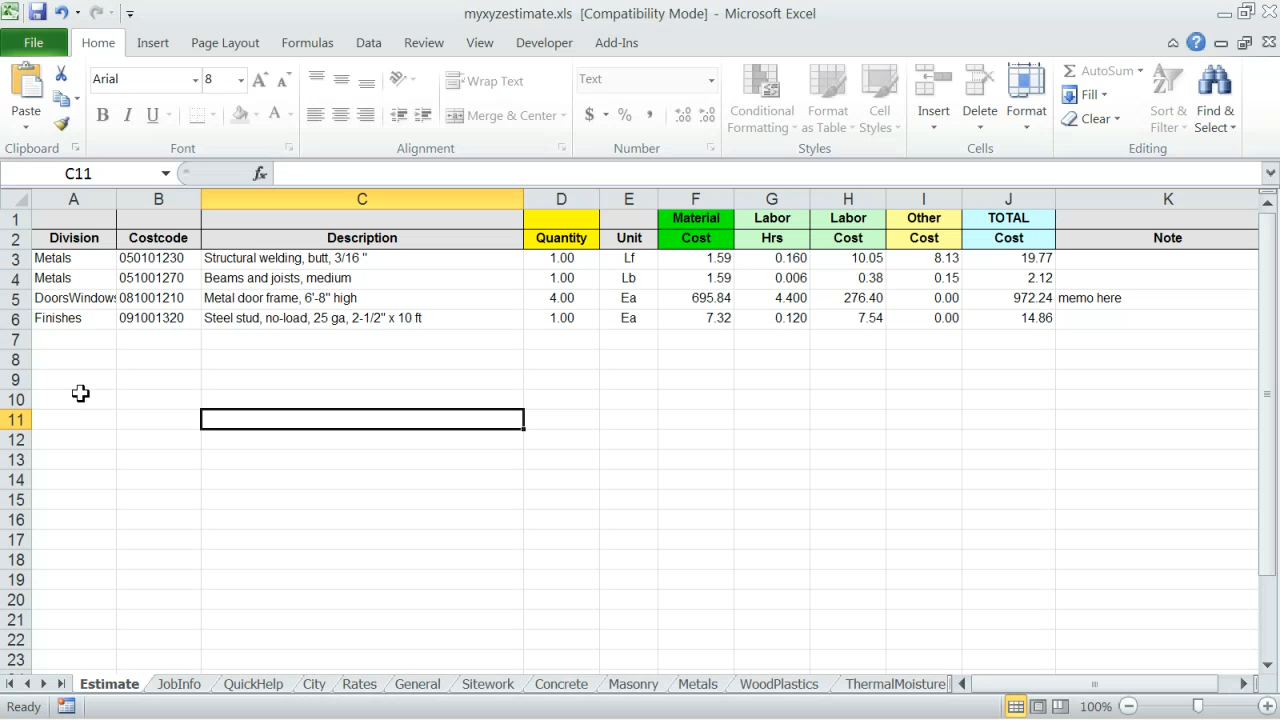 myxyzestimate.xls [Compatibility Mode] - Microsoft Excel
File Home Insert Page Layout Formulas Data Review View Developer Add-Ins
Arial 8 Wrap Text Text AutoSum
Paste B I U Merge & Center $ % , Conditional Formatting Format as Table Cell Styles Insert Delete Format Fill Clear Sort & Filter Find & Select
Clipboard Font Alignment Number Styles Cells Editing
C11 fx
A B C D E F G H I J K
1 Material Labor Labor Other TOTAL
2 Division Costcode Description Quantity Unit Cost Hrs Cost Cost Cost Note
3 Metals 050101230 Structural welding, butt, 3/16 " 1.00 Lf 1.59 0.160 10.05 8.13 19.77
4 Metals 051001270 Beams and joists, medium 1.00 Lb 1.59 0.006 0.38 0.15 2.12
5 DoorsWindows 081001210 Metal door frame, 6'-8" high 4.00 Ea 695.84 4.400 276.40 0.00 972.24 memo here
6 Finishes 091001320 Steel stud, no-load, 25 ga, 2-1/2" x 10 ft 1.00 Ea 7.32 0.120 7.54 0.00 14.86
7
8
9
10
11
12
13
14
15
16
17
18
19
20
21
22
23
Estimate JobInfo QuickHelp City Rates General Sitework Concrete Masonry Metals WoodPlastics ThermalMoisture
Ready 100%